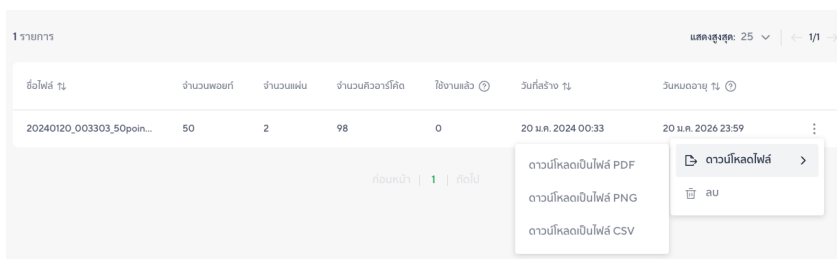 1 รายการ
แสดงสูงสุด: 25
1/1
ชื่อไฟล์ จำนวนพอยท์ จำนวนแผ่น จำนวนคิวอาร์โค้ด ใช้งานแล้ว วันที่สร้าง วันหมดอายุ
20240120_003303_50poin... 50 2 98 0 20 ม.ค. 2024 00:33 20 ม.ค. 2026 23:59
ดาวน์โหลดไฟล์
ลบ
ดาวน์โหลดเป็นไฟล์ PDF
ดาวน์โหลดเป็นไฟล์ PNG
ดาวน์โหลดเป็นไฟล์ CSV
ก่อนหน้า | 1 | ถัดไป